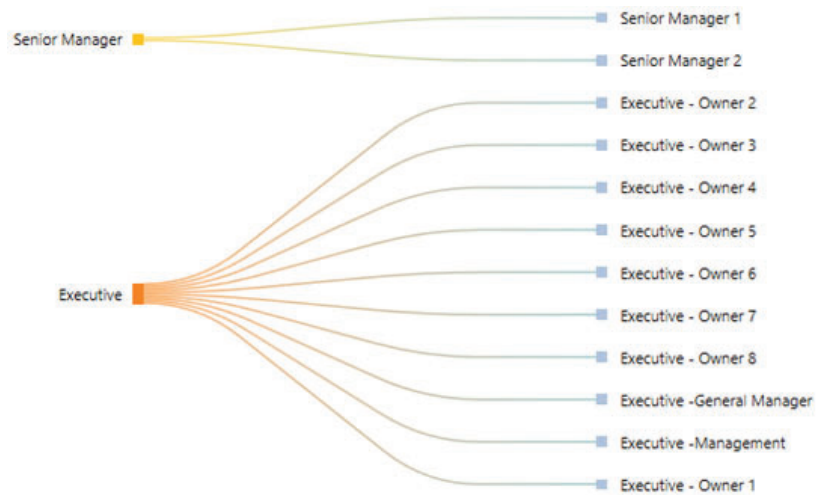 Senior Manager
Senior Manager 1
Senior Manager 2
Executive
Executive - Owner 2
Executive - Owner 3
Executive - Owner 4
Executive - Owner 5
Executive - Owner 6
Executive - Owner 7
Executive - Owner 8
Executive -General Manager
Executive -Management
Executive - Owner 1